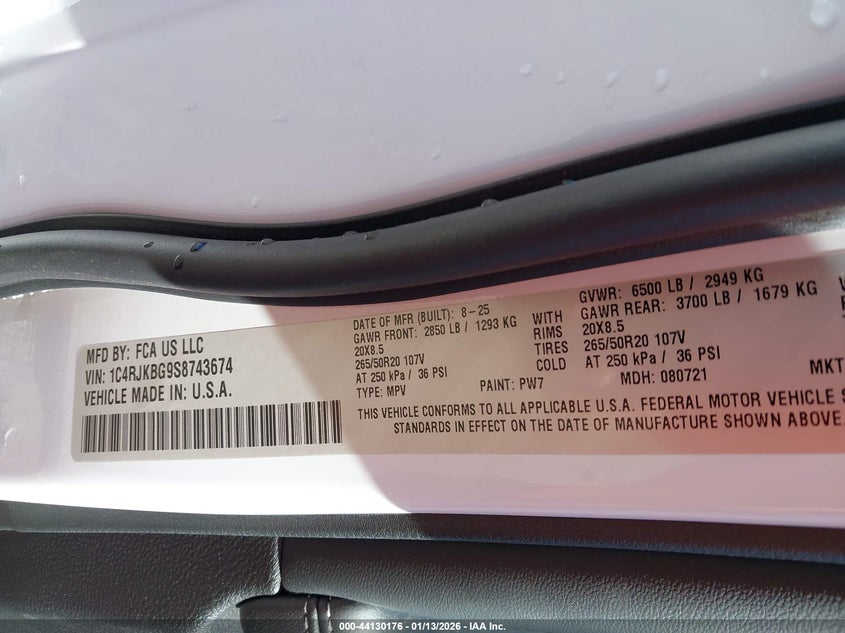 MFD BY: FCA US LLC
VIN: 1C4RJKBG9S8743674
VEHICLE MADE IN: U.S.A.
DATE OF MFR (BUILT): 8-25
GAWR FRONT: 2850 LB / 1293 KG
20X8.5
265/50R20 107V
AT 250 kPa / 36 PSI
TYPE: MPV
PAINT: PW7
WITH
RIMS
TIRES
COLD
GVWR: 6500 LB / 2949 KG
GAWR REAR: 3700 LB / 1679 KG
20X8.5
265/50R20 107V
AT 250 kPa / 36 PSI
MDH: 080721
MKT
THIS VEHICLE CONFORMS TO ALL APPLICABLE U.S.A. FEDERAL MOTOR VEHICLE S
STANDARDS IN EFFECT ON THE DATE OF MANUFACTURE SHOWN ABOVE.
000-44130176 - 01/13/2026 - IAA Inc.